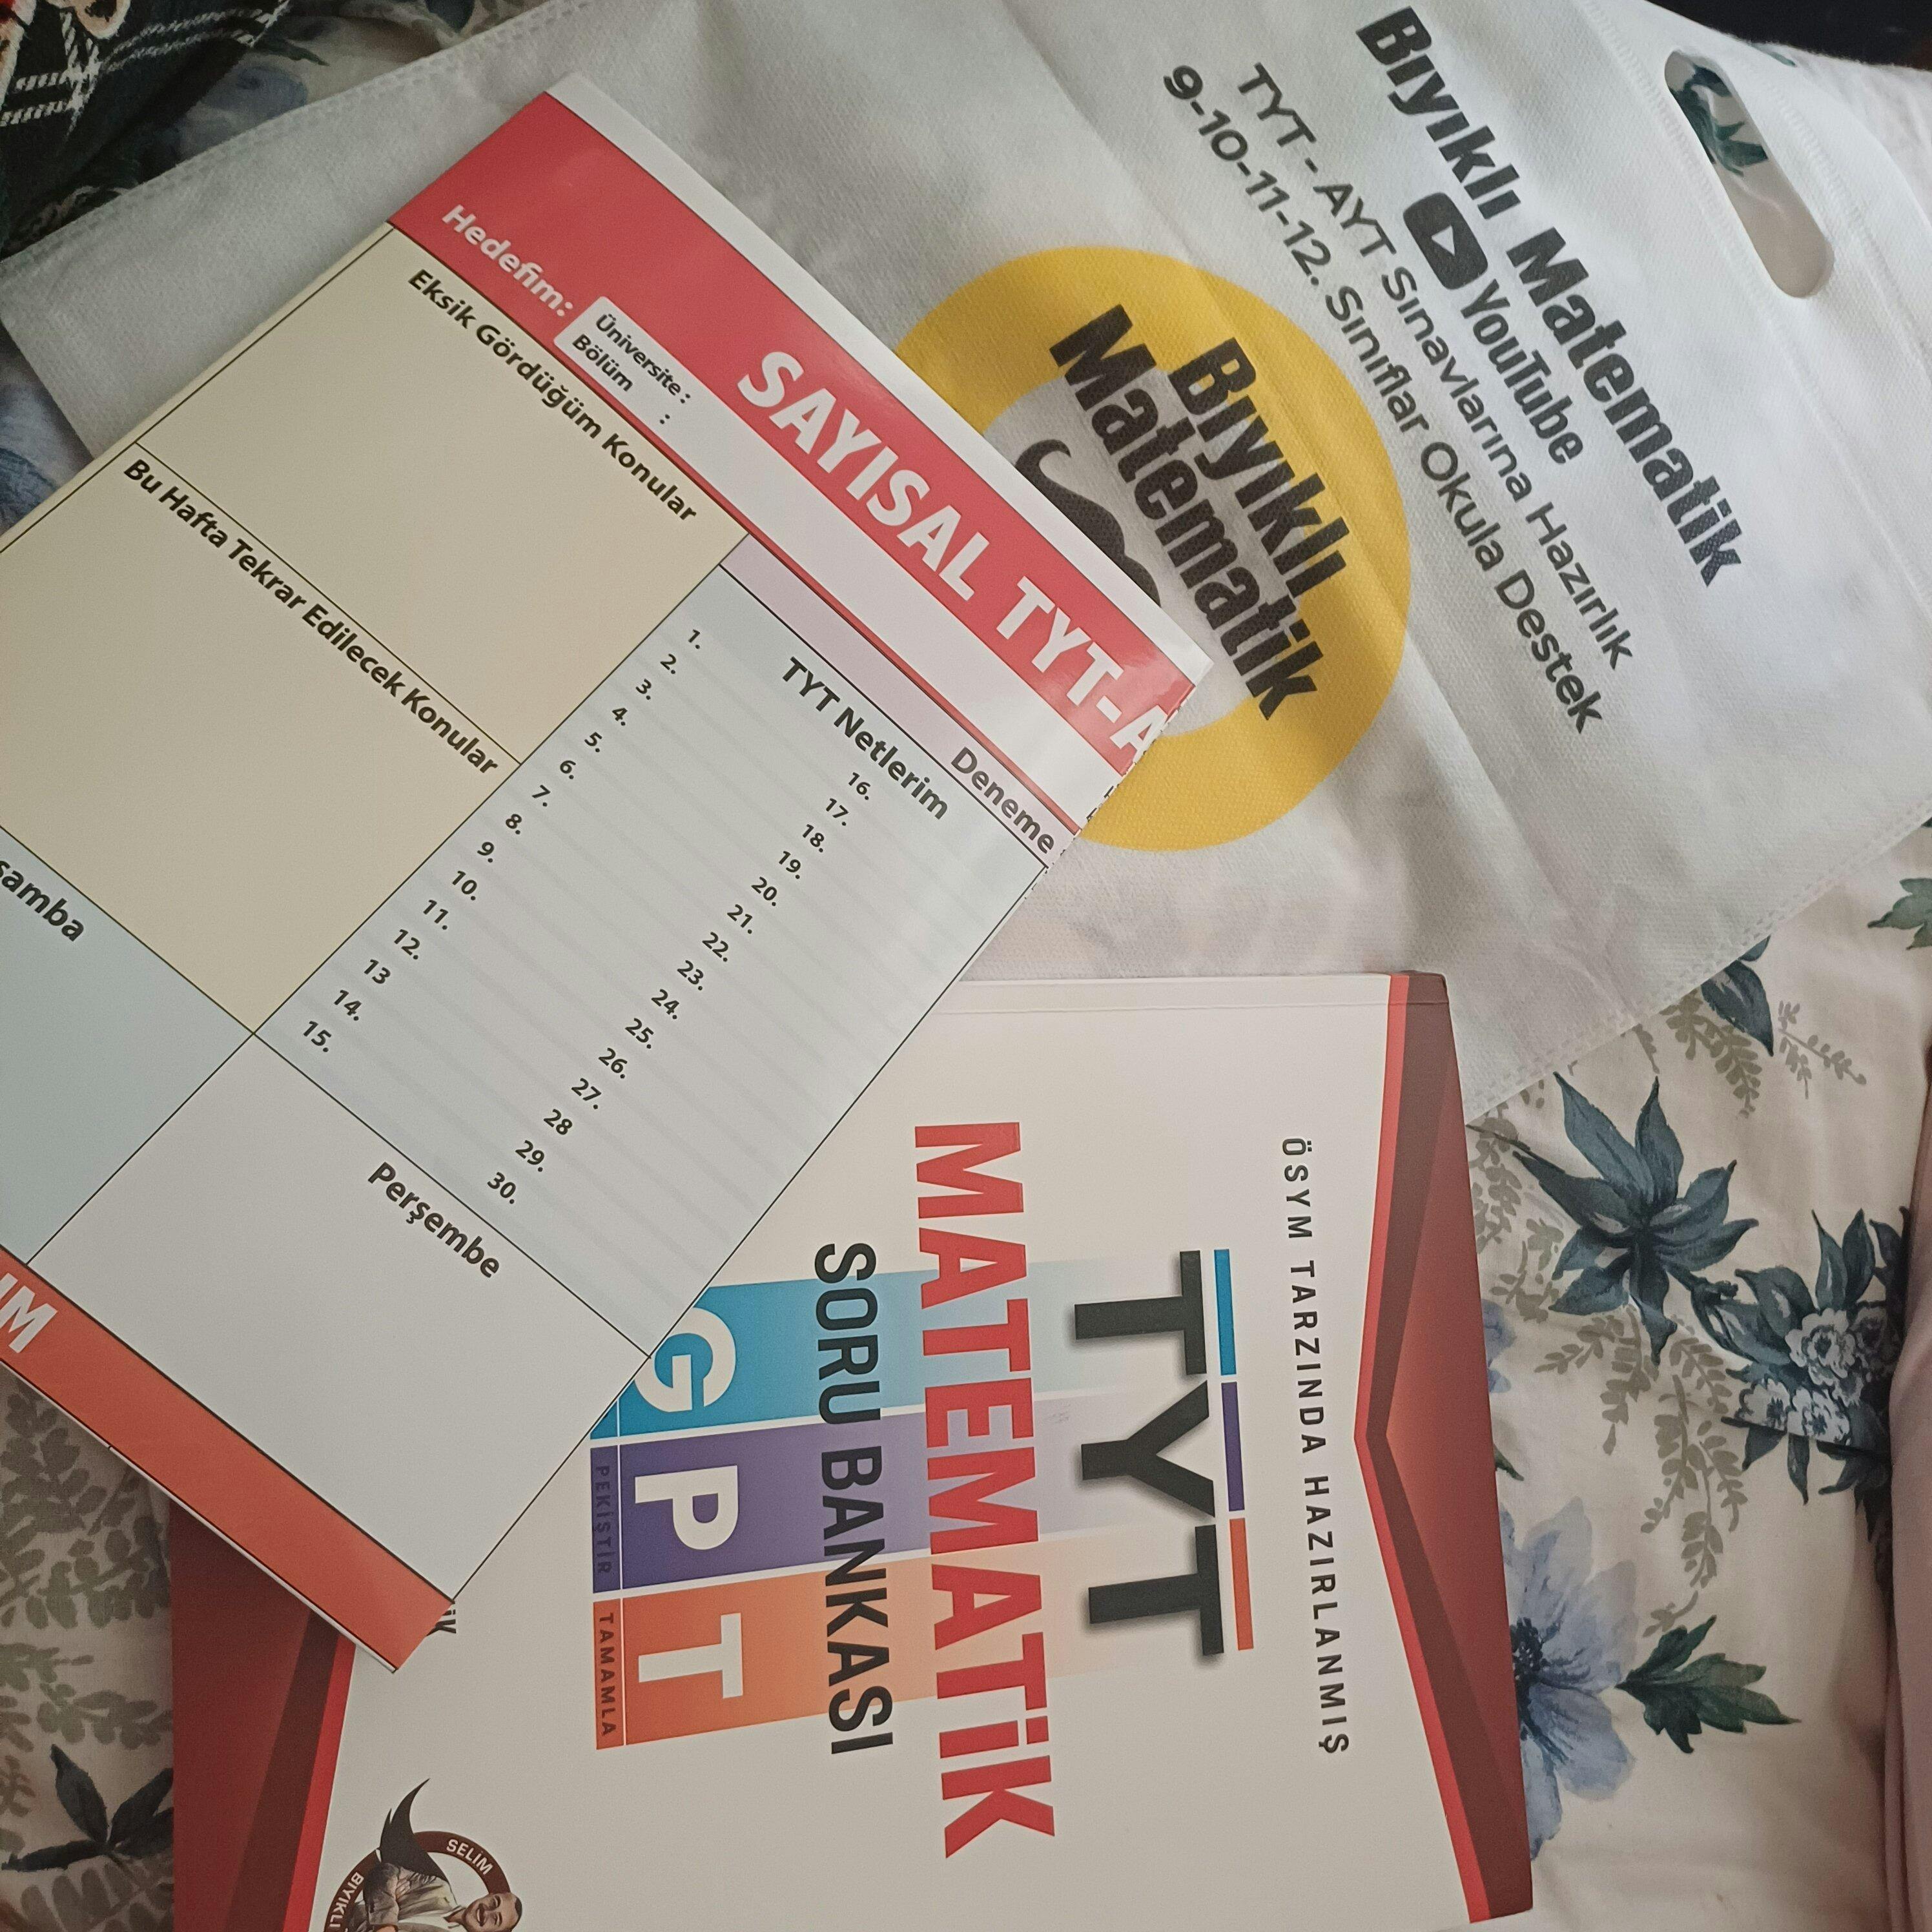 Bıyıklı Matematik
YouTube
TYT - AYT Sınavlarına Hazırlık
9-10-11-12. Sınıflar Okula Destek
Bıyıklı
Matematik
SAYISAL TYT-A
Hedefim:
Üniversite :
Bölüm :
Eksik Gördüğüm Konular
Bu Hafta Tekrar Edilecek Konular
Deneme
TYT Netlerim
1.
2.
3.
4.
5.
6.
7.
8.
9.
10.
11.
12.
13
14.
15.
16.
17.
18.
19.
20.
21.
22.
23.
24.
25.
26.
27.
28
29.
30.
Perşembe
ÖSYM TARZINDA HAZIRLANMIŞ
TYT
MATEMATİK
SORU BANKASI
G P T
PEKİŞTİR
TAMAMLA
SELİM
BIYIKLI